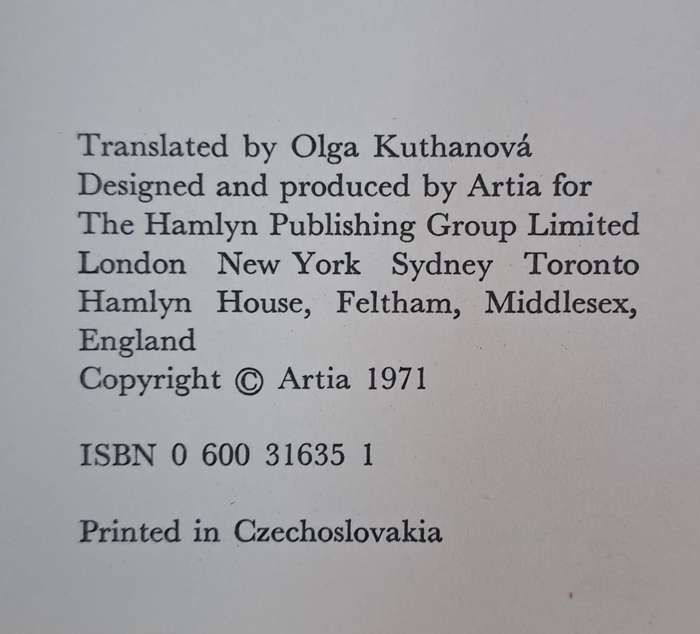 Translated by Olga Kuthanová
Designed and produced by Artia for
The Hamlyn Publishing Group Limited
London New York Sydney Toronto
Hamlyn House, Feltham, Middlesex,
England
Copyright © Artia 1971
ISBN 0 600 31635 1
Printed in Czechoslovakia